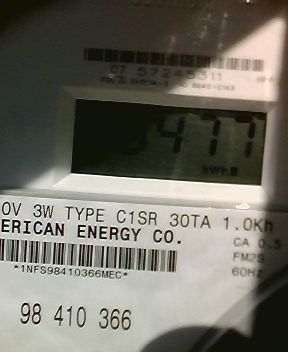 07 57245311
477
kWh
0V 3W TYPE C1SR 30TA 1.0Kh
ERICAN ENERGY CO.
CA 0.5
FM2S
60Hz
*1NFS98410366MEC*
98 410 366